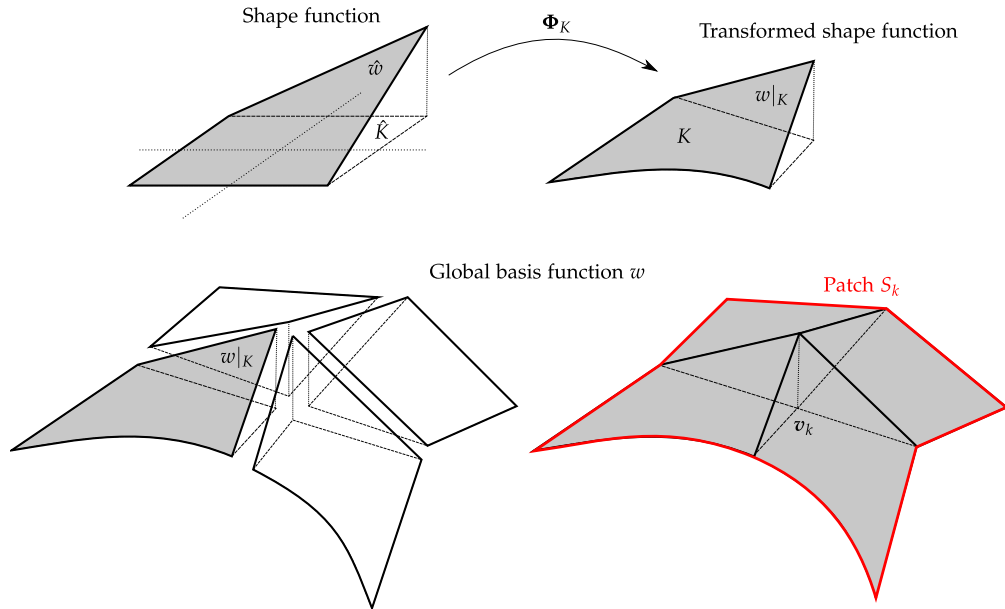 Shape function
𝚽_K
Transformed shape function
ŵ
w|_K
K̂
K
Global basis function w
Patch S_k
w|_K
v_k